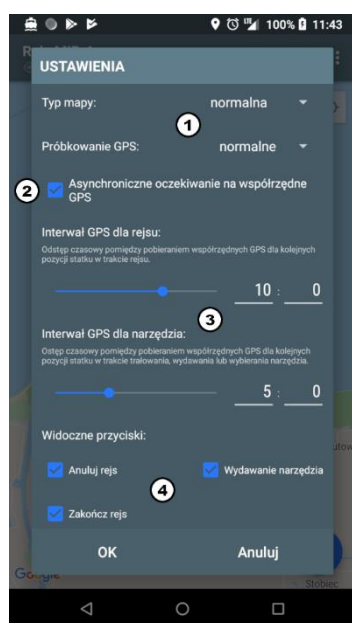 100% 11:43
USTAWIENIA
Typ mapy: normalna
1
Próbkowanie GPS: normalne
2 Asynchroniczne oczekiwanie na współrzędne
GPS
Interwał GPS dla rejsu:
Odstęp czasowy pomiędzy pobieraniem współrzędnych GPS dla kolejnych
pozycji statku w trakcie rejsu.
10 : 0
3
Interwał GPS dla narzędzia:
Ostęp czasowy pomiędzy pobieraniem współrzędnych GPS dla kolejnych
pozycji statku w trakcie trałowania, wydawania lub wybierania narzędzia.
5 : 0
Widoczne przyciski:
Anuluj rejs Wydawanie narzędzia
4
Zakończ rejs
OK Anuluj
Google
Stobiec